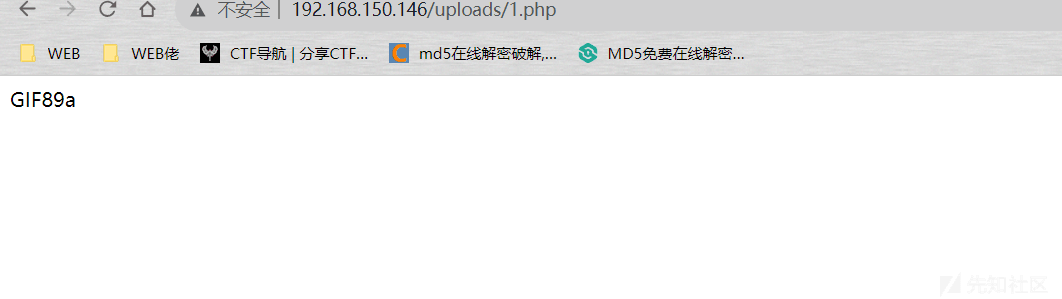 不安全 | 192.168.150.146/uploads/1.php
WEB WEB佬 CTF导航 | 分享CTF... md5在线解密破解,... MD5免费在线解密...
GIF89a
先知社区